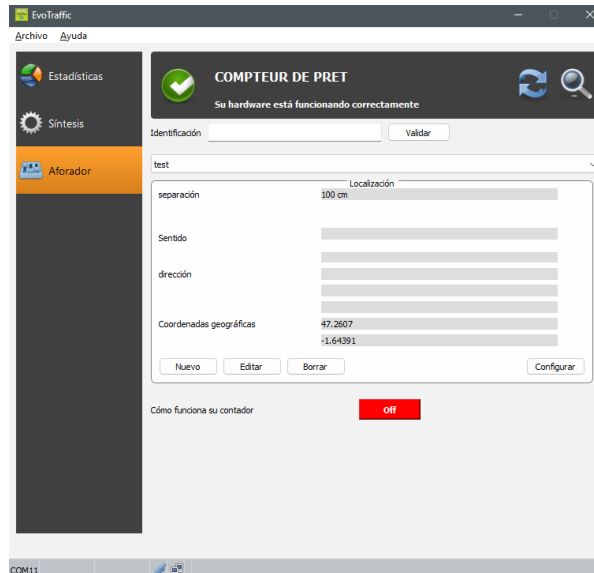 EvoTraffic
Archivo Ayuda
Estadísticas
Síntesis
Aforador
COMPTEUR DE PRET
Su hardware está funcionando correctamente
Identificación Validar
test
Localización
separación 100 cm
Sentido
dirección
Coordenadas geográficas 47.2607
-1.64391
Nuevo Editar Borrar Configurar
Cómo funciona su contador Off
COM11